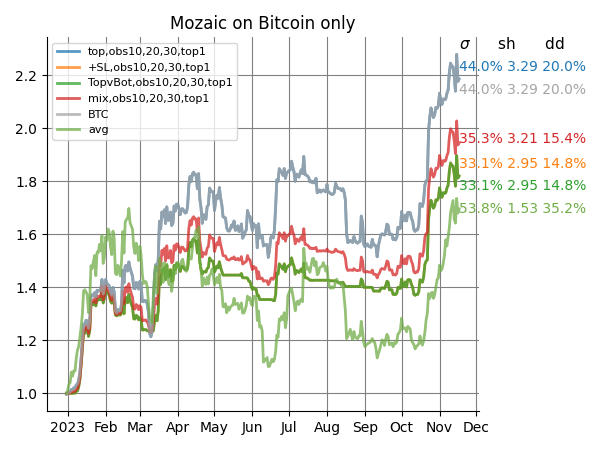 Mozaic on Bitcoin only
σ sh dd
top,obs10,20,30,top1
+SL,obs10,20,30,top1
TopvBot,obs10,20,30,top1
mix,obs10,20,30,top1
BTC
avg
44.0% 3.29 20.0%
44.0% 3.29 20.0%
35.3% 3.21 15.4%
33.1% 2.95 14.8%
33.1% 2.95 14.8%
53.8% 1.53 35.2%
2.2
2.0
1.8
1.6
1.4
1.2
1.0
2023 Feb Mar Apr May Jun Jul Aug Sep Oct Nov Dec